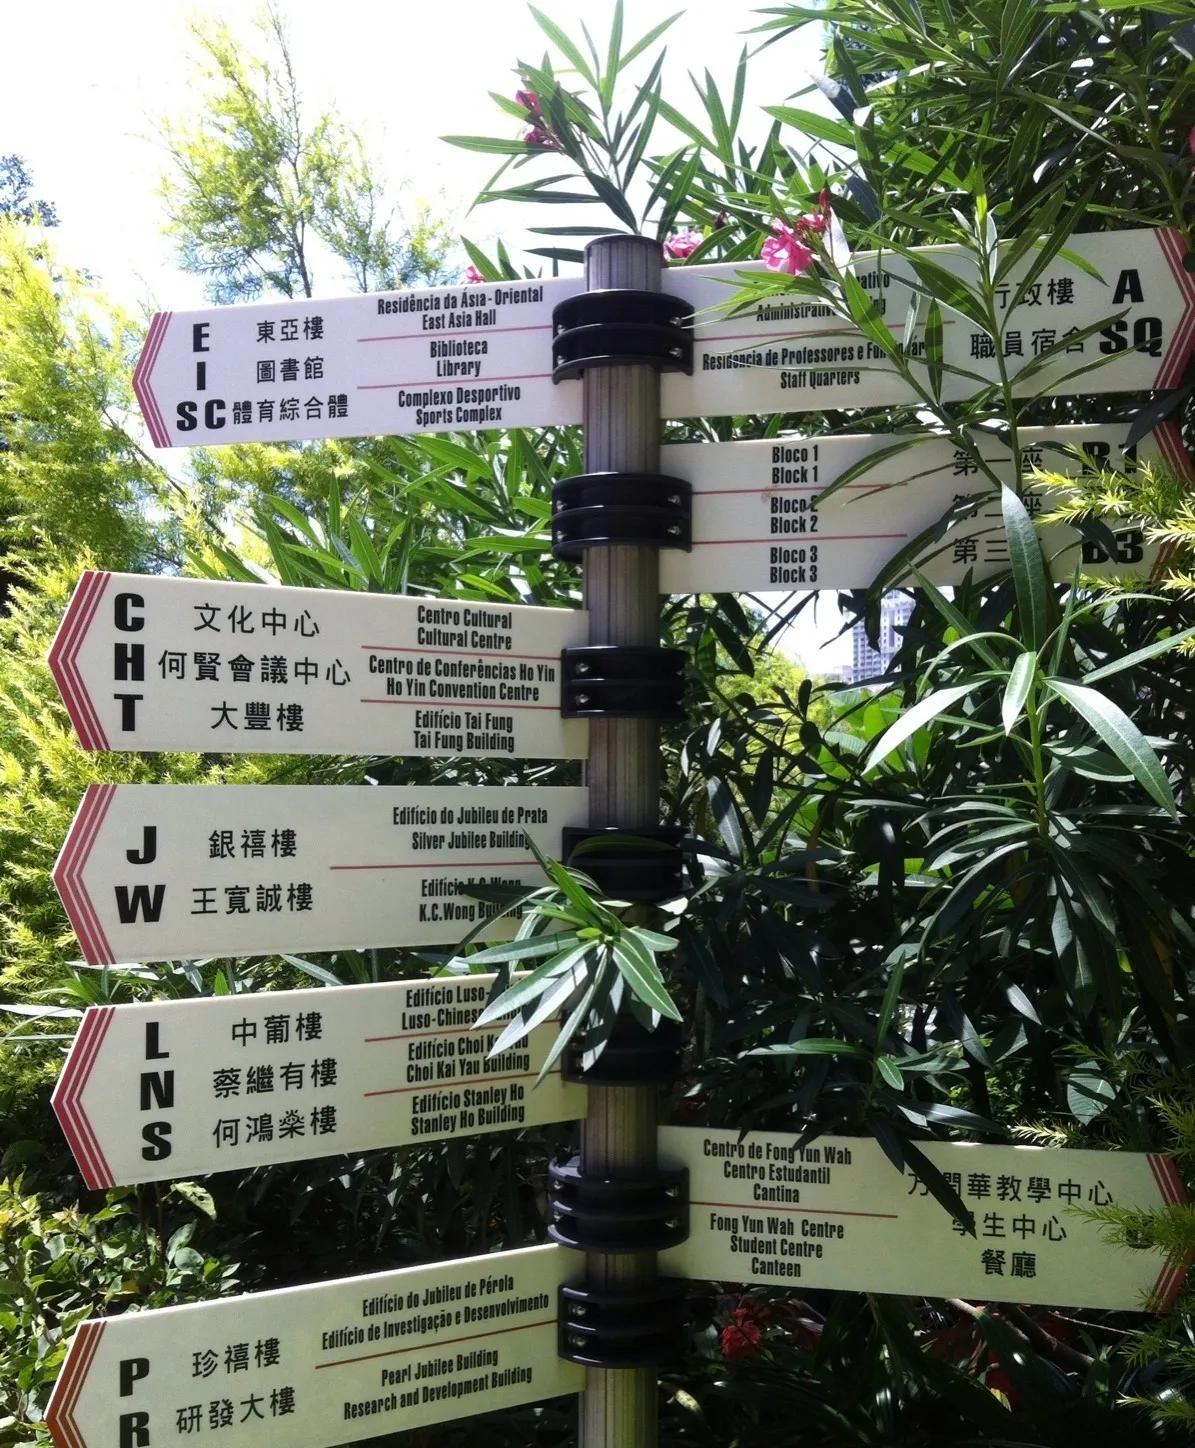 E 東亞樓 Residência da Ásia-Oriental
East Asia Hall
I 圖書館 Biblioteca
Library
SC 體育綜合體 Complexo Desportivo
Sports Complex
行政樓 A
Residência de Professores e
Staff Quarters
職員宿舍 SQ
Bloco 1
Block 1
第一座 B1
Bloco 2
Block 2
Bloco 3
Block 3
第三 B3
C 文化中心 Centro Cultural
Cultural Centre
H 何賢會議中心 Centro de Conferências Ho Yin
Ho Yin Convention Centre
T 大豐樓 Edifício Tai Fung
Tai Fung Building
J 銀禧樓 Edifício do Jubileu de Prata
Silver Jubilee Building
W 王寬誠樓 Edifício K.C.Wong
K.C.Wong Building
L 中葡樓 Edifício Luso-
Luso-Chinese
N 蔡繼有樓 Edifício Choi
Choi Kai Yau Building
S 何鴻燊樓 Edifício Stanley Ho
Stanley Ho Building
Centro de Fong Yun Wah
Centro Estudantil
Cantina
Fong Yun Wah Centre
Student Centre
Canteen
潤華教學中心
學生中心
餐廳
P 珍禧樓 Edifício do Jubileu de Pérola
Edifício de Investigação e Desenvolvimento
R 研發大樓 Pearl Jubilee Building
Research and Development Building